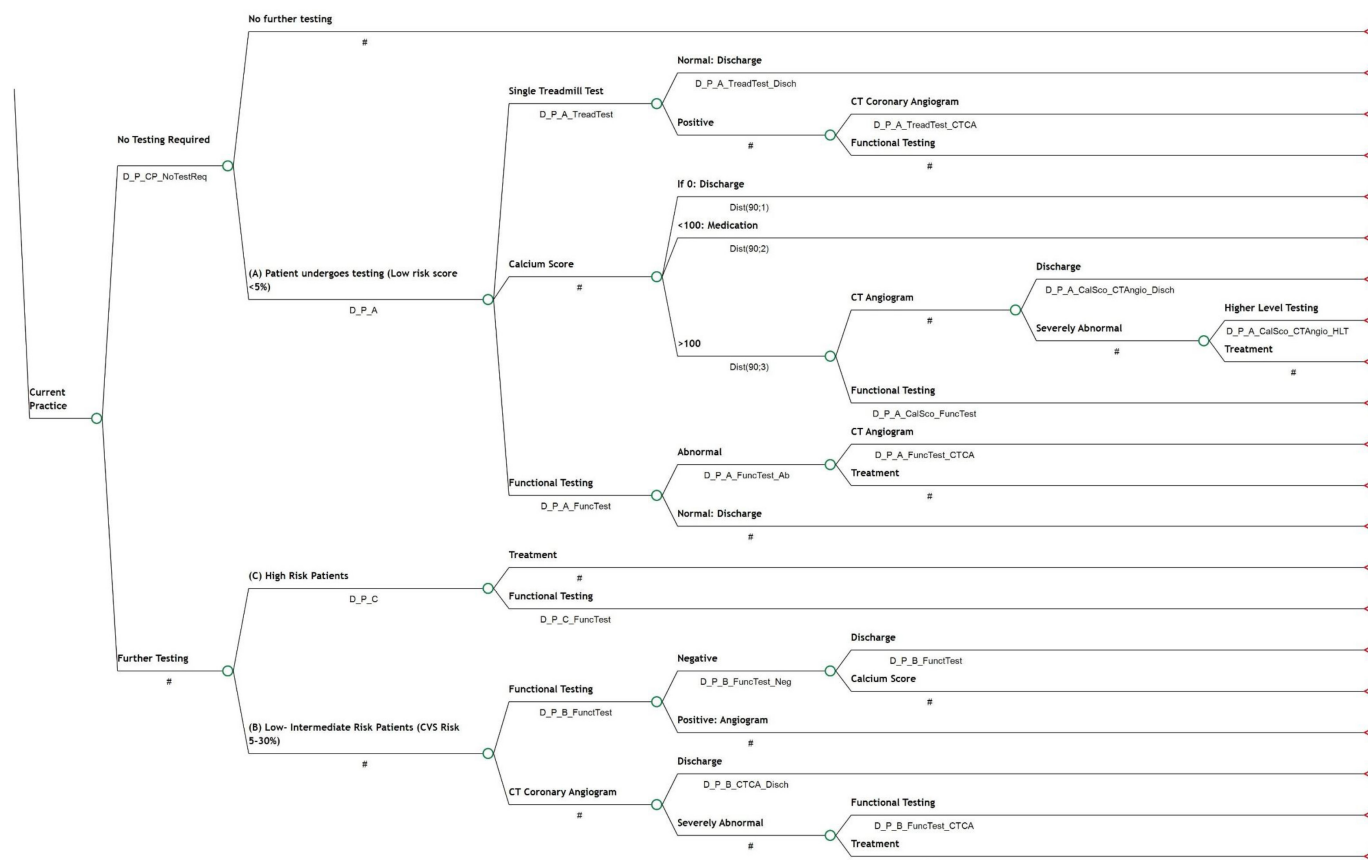 No further testing
#
Normal: Discharge
D_P_A_TreadTest_Disch
Single Treadmill Test
D_P_A_TreadTest
CT Coronary Angiogram
D_P_A_TreadTest_CTCA
Positive
#
Functional Testing
#
No Testing Required
D_P_CP_NoTestReq
If 0: Discharge
Dist(90;1)
<100: Medication
Dist(90;2)
(A) Patient undergoes testing (Low risk score
<5%)
D_P_A
Calcium Score
#
Discharge
D_P_A_CalSco_CTAngio_Disch
CT Angiogram
#
Higher Level Testing
D_P_A_CalSco_CTAngio_HLT
Severely Abnormal
#
Treatment
#
>100
Dist(90;3)
Functional Testing
D_P_A_CalSco_FuncTest
Current
Practice
CT Angiogram
D_P_A_FuncTest_CTCA
Abnormal
D_P_A_FuncTest_Ab
Treatment
#
Functional Testing
D_P_A_FuncTest
Normal: Discharge
#
Treatment
#
(C) High Risk Patients
D_P_C
Functional Testing
D_P_C_FuncTest
Further Testing
#
Discharge
D_P_B_FunctTest
Negative
D_P_B_FuncTest_Neg
Calcium Score
#
Functional Testing
D_P_B_FunctTest
Positive: Angiogram
#
(B) Low- Intermediate Risk Patients (CVS Risk
5-30%)
#
Discharge
D_P_B_CTCA_Disch
CT Coronary Angiogram
#
Functional Testing
D_P_B_FuncTest_CTCA
Severely Abnormal
#
Treatment